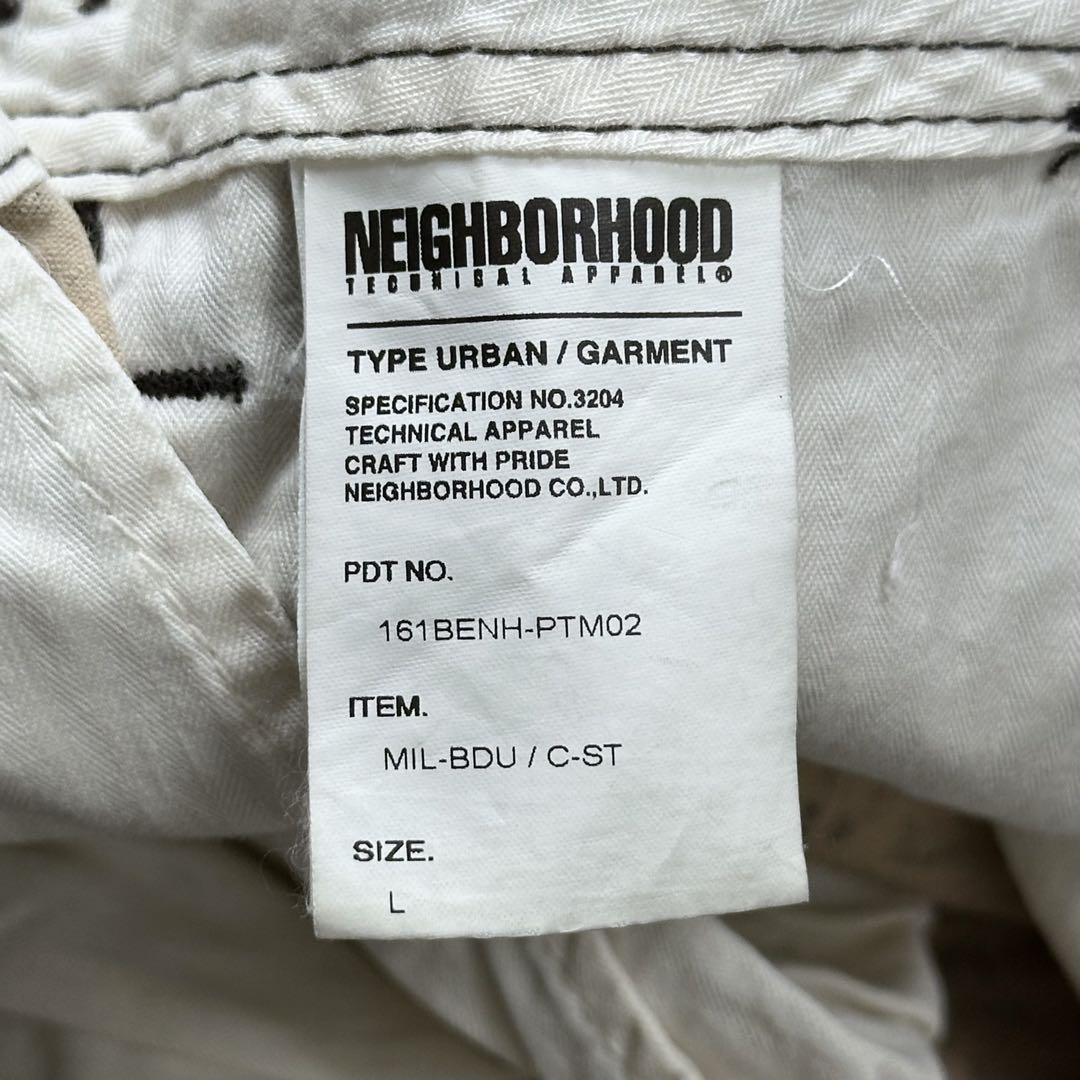 NEIGHBORHOOD
TECHNICAL APPAREL®
TYPE URBAN / GARMENT
SPECIFICATION NO.3204
TECHNICAL APPAREL
CRAFT WITH PRIDE
NEIGHBORHOOD CO.,LTD.
PDT NO.
161BENH-PTM02
ITEM.
MIL-BDU / C-ST
SIZE.
L